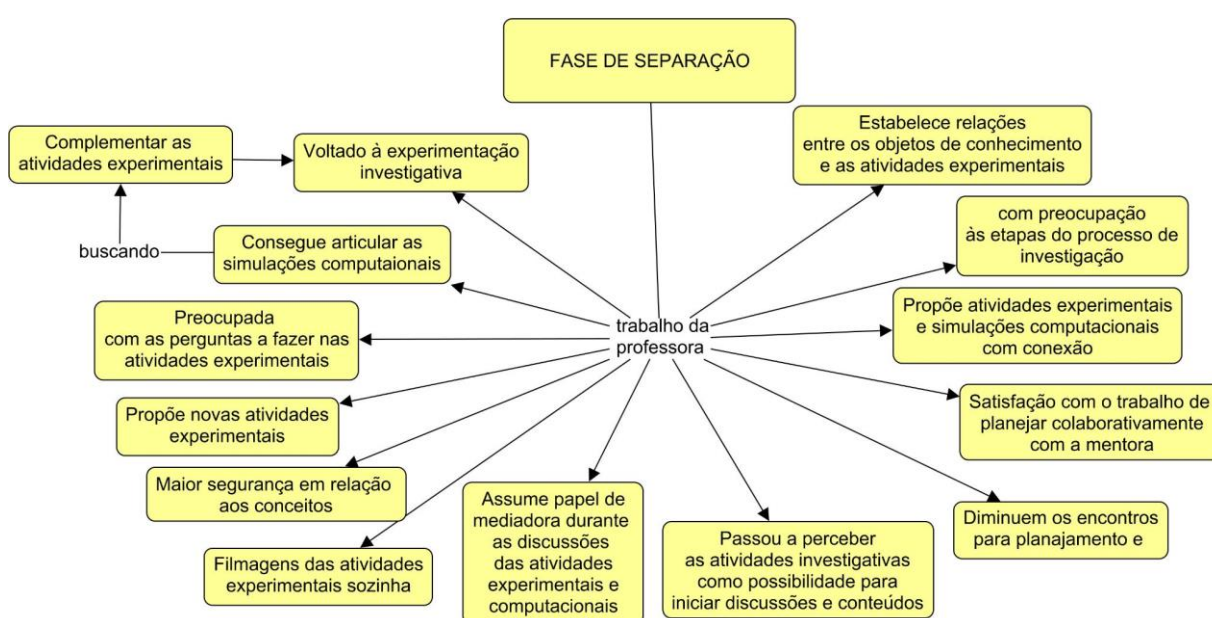 FASE DE SEPARAÇÃO
Complementar as
atividades experimentais
Voltado à experimentação
investigativa
Estabelece relações
entre os objetos de conhecimento
e as atividades experimentais
buscando
Consegue articular as
simulações computaionais
com preocupação
às etapas do processo de
investigação
Preocupada
com as perguntas a fazer nas
atividades experimentais
trabalho da
professora
Propõe atividades experimentais
e simulações computacionais
com conexão
Propõe novas atividades
experimentais
Satisfação com o trabalho de
planejar colaborativamente
com a mentora
Maior segurança em relação
aos conceitos
Filmagens das atividades
experimentais sozinha
Assume papel de
mediadora durante
as discussões
das atividades
experimentais e
computacionais
Passou a perceber
as atividades investigativas
como possibilidade para
iniciar discussões e conteúdos
Diminuem os encontros
para planajamento e